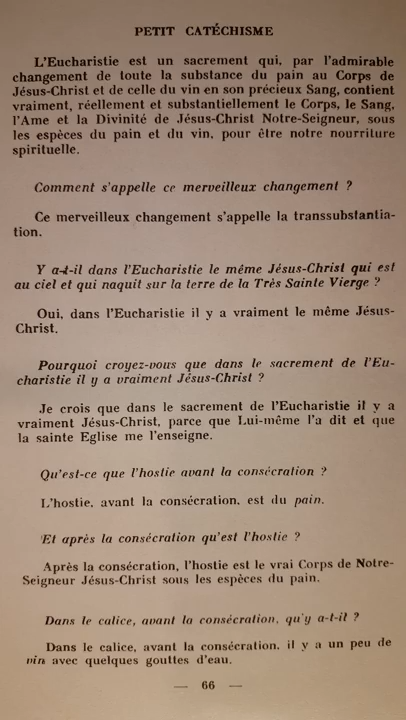 PETIT CATÉCHISME
L'Eucharistie est un sacrement qui, par l'admirable
changement de toute la substance du pain au Corps de
Jésus-Christ et de celle du vin en son précieux Sang, contient
vraiment, réellement et substantiellement le Corps, le Sang,
l'Ame et la Divinité de Jésus-Christ Notre-Seigneur, sous
les espèces du pain et du vin, pour être notre nourriture
spirituelle.
Comment s'appelle ce merveilleux changement ?
Ce merveilleux changement s'appelle la transsubstantia-
tion.
Y a-t-il dans l'Eucharistie le même Jésus-Christ qui est
au ciel et qui naquit sur la terre de la Très Sainte Vierge ?
Oui, dans l'Eucharistie il y a vraiment le même Jésus-
Christ.
Pourquoi croyez-vous que dans le sacrement de l'Eu-
charistie il y a vraiment Jésus-Christ ?
Je crois que dans le sacrement de l'Eucharistie il y a
vraiment Jésus-Christ, parce que Lui-même l'a dit et que
la sainte Eglise me l'enseigne.
Qu'est-ce que l'hostie avant la consécration ?
L'hostie, avant la consécration, est du pain.
Et après la consécration qu'est l'hostie ?
Après la consécration, l'hostie est le vrai Corps de Notre-
Seigneur Jésus-Christ sous les espèces du pain.
Dans le calice, avant la consécration, qu'y a-t-il ?
Dans le calice, avant la consécration, il y a un peu de
vin avec quelques gouttes d'eau.
— 66 —